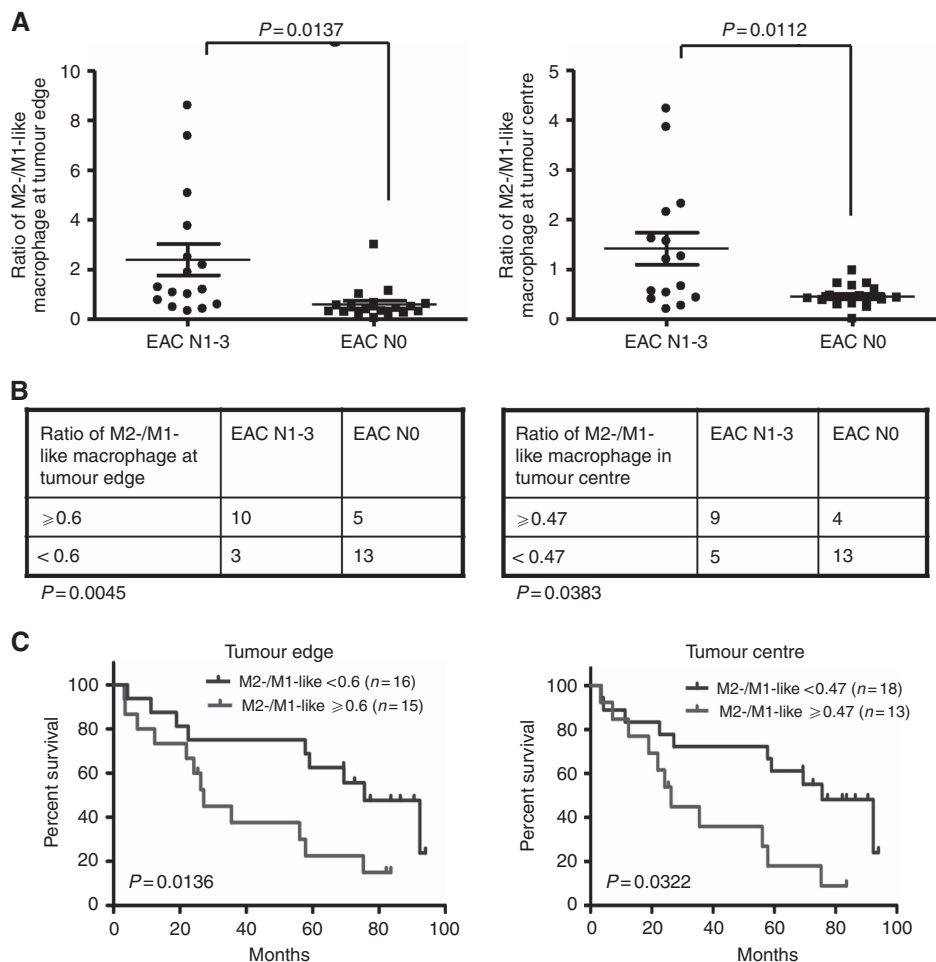 A
P = 0.0137
Ratio of M2-/M1-like
macrophage at tumour edge
10
8
6
4
2
0
EAC N1-3
EAC N0
P = 0.0112
Ratio of M2-/M1-like
macrophage at tumour centre
5
4
3
2
1
0
EAC N1-3
EAC N0
B
Ratio of M2-/M1-
like macrophage at
tumour edge
EAC N1-3
EAC N0
⩾0.6
10
5
< 0.6
3
13
P = 0.0045
Ratio of M2-/M1-
like macrophage in
tumour centre
EAC N1-3
EAC N0
⩾0.47
9
4
< 0.47
5
13
P = 0.0383
C
Tumour edge
M2-/M1-like <0.6 (n=16)
M2-/M1-like ⩾0.6 (n=15)
Percent survival
100
80
60
40
20
0
P = 0.0136
0
20
40
60
80
100
Months
Tumour centre
M2-/M1-like <0.47 (n=18)
M2-/M1-like ⩾0.47 (n=13)
Percent survival
100
80
60
40
20
0
P = 0.0322
0
20
40
60
80
100
Months